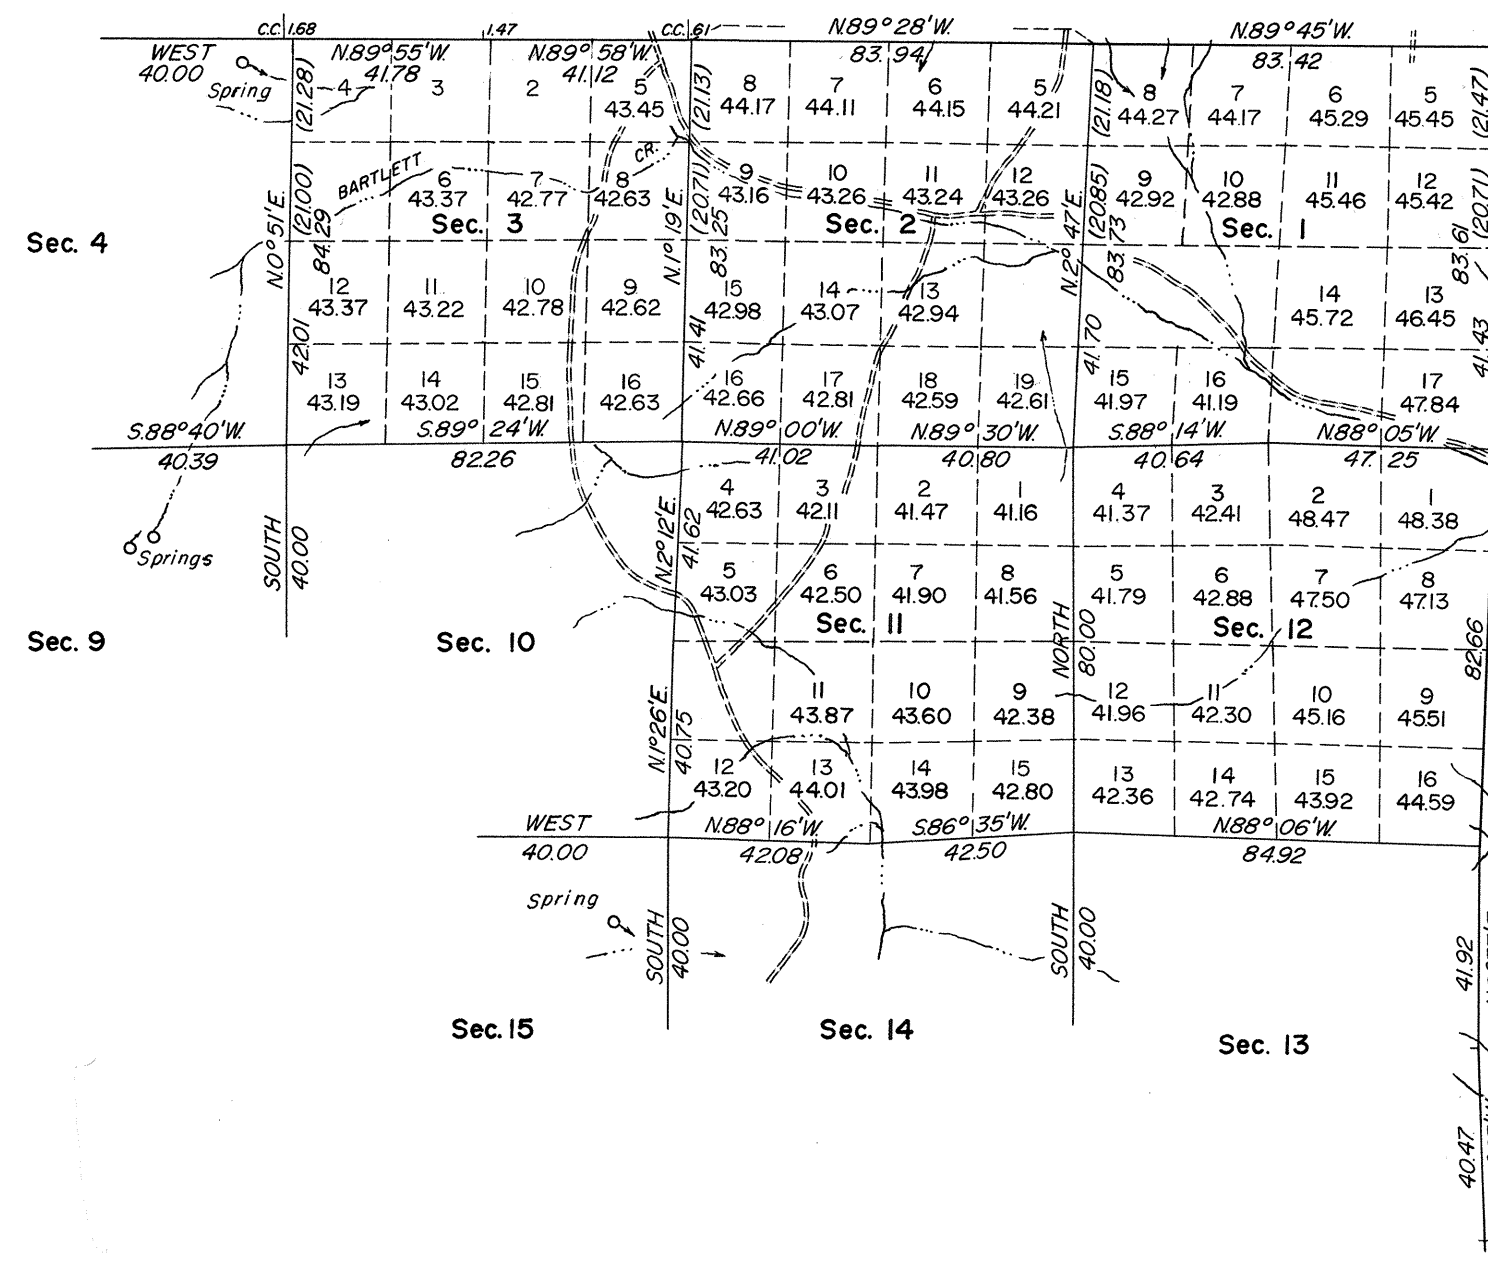 C.C. 1.68 1.47 C.C. .61 N.89°28'W. N.89°45'W.
WEST N.89°55'W. N.89°58'W. 83.94 83.42
40.00 41.78 41.12
Spring
(21.28) 4 3 2 5 (21.13) 8 7 6 5 (21.18) 8 7 6 5 (21.47)
43.45 44.17 44.11 44.15 44.21 44.27 44.17 45.29 45.45
BARTLETT CR.
(21.00) 6 7 8 (20.71) 9 10 11 12 (20.85) 9 10 11 12 (20.71)
43.37 42.77 42.63 43.16 43.26 43.24 43.26 42.92 42.88 45.46 45.42
N.0°51'E. 84.29 N.1°19'E. 83.25 N.2°47'E. 83.73 83.61
Sec. 4 Sec. 3 Sec. 2 Sec. 1
12 11 10 9 15 14 13 14 13
43.37 43.22 42.78 42.62 42.98 43.07 42.94 45.72 46.45
42.01 41.41 41.70 41.43
13 14 15 16 16 17 18 19 15 16 17
43.19 43.02 42.81 42.63 42.66 42.81 42.59 42.61 41.97 41.19 47.84
S.88°40'W. S.89°24'W. N.89°00'W. N.89°30'W. S.88°14'W. N.88°05'W.
40.39 82.26 41.02 40.80 40.64 47.25
4 3 2 1 4 3 2 1
42.63 42.11 41.47 41.16 41.37 42.41 48.47 48.38
SOUTH 40.00 N.2°12'E. 41.62
Springs
5 6 7 8 5 6 7 8
43.03 42.50 41.90 41.56 41.79 42.88 47.50 47.13
Sec. 9 Sec. 10 Sec. 11 NORTH 80.00 Sec. 12 82.66
11 10 9 12 11 10 9
43.87 43.60 42.38 41.96 42.30 45.16 45.51
N.1°26'E. 40.75
12 13 14 15 13 14 15 16
43.20 44.01 43.98 42.80 42.36 42.74 43.92 44.59
WEST N.88°16'W. S.86°35'W. N.88°06'W.
40.00 42.08 42.50 84.92
Spring
SOUTH 40.00 SOUTH 40.00 41.92
Sec. 15 Sec. 14 Sec. 13
40.47